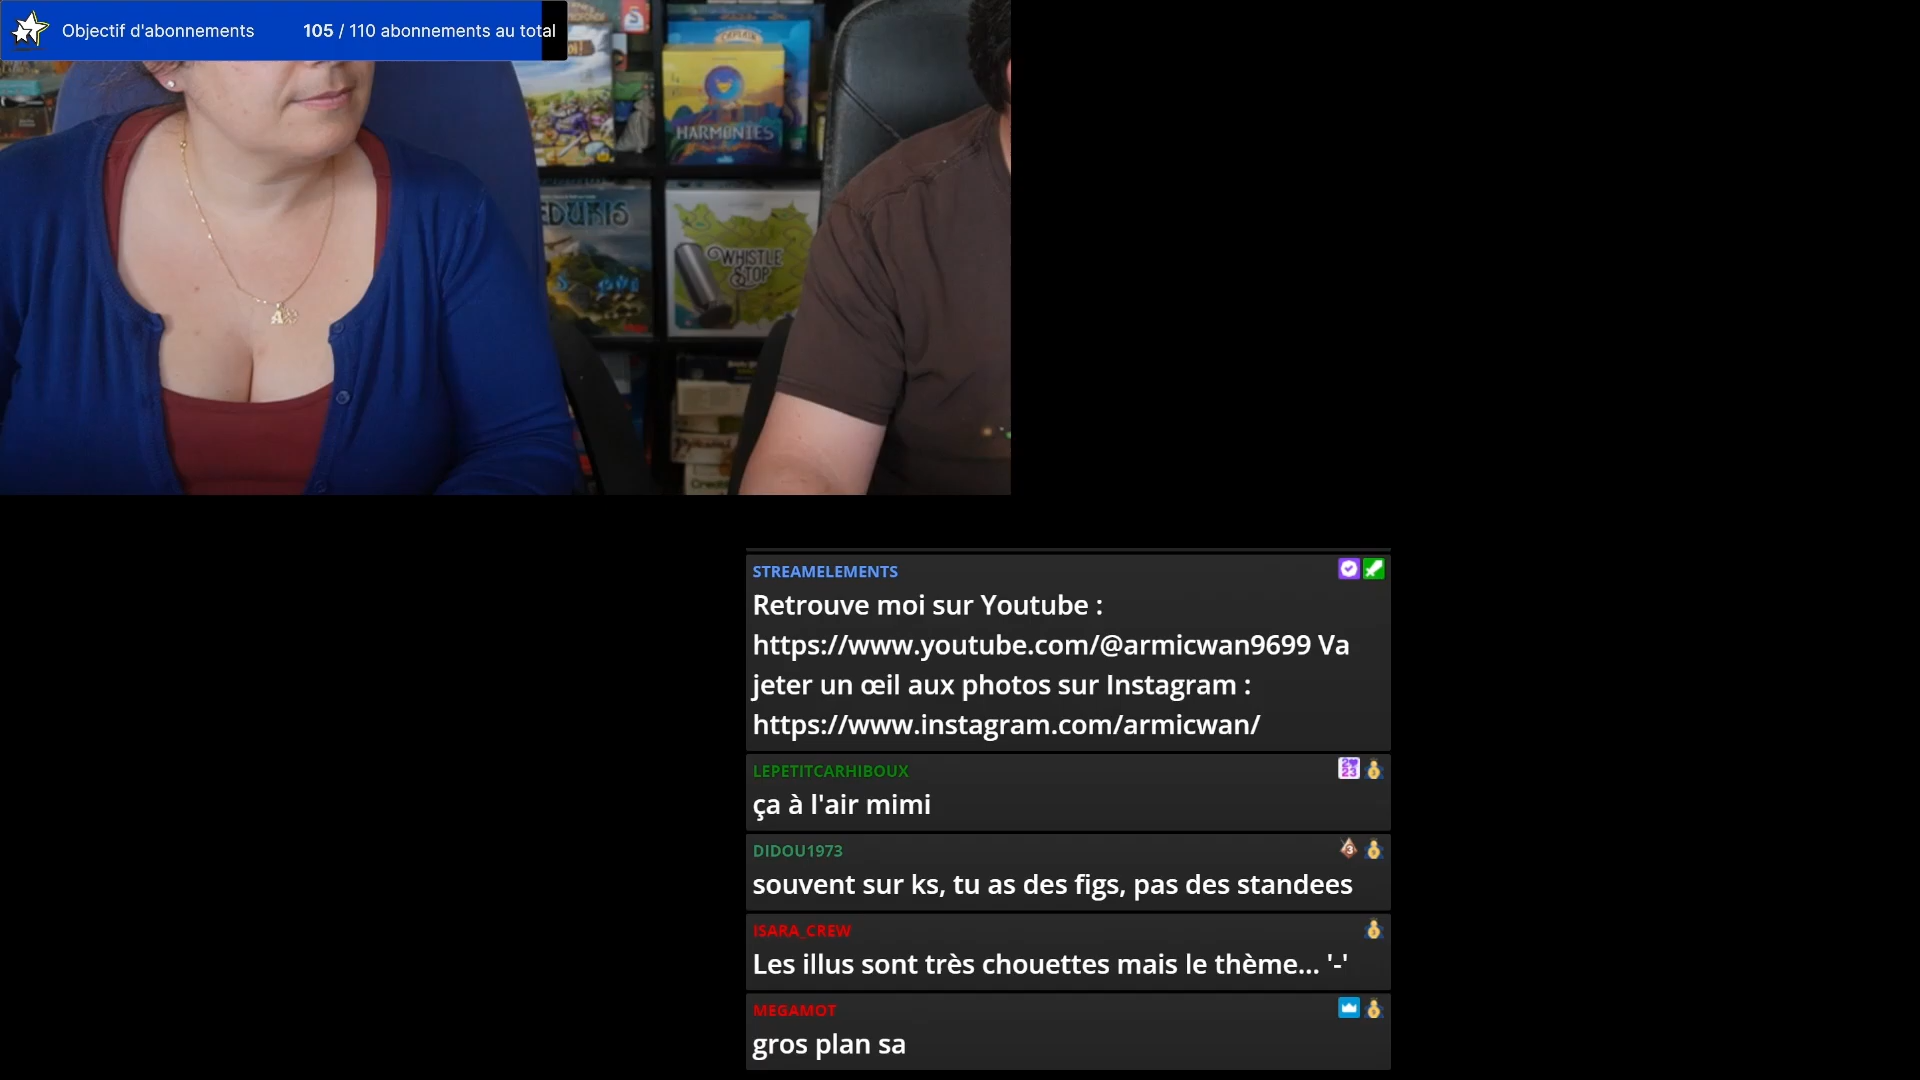 Objectif d'abonnements 105 / 110 abonnements au total
CAPTAIN
HARMONIES
EDURIS
WHISTLE
STOP
STREAMELEMENTS
Retrouve moi sur Youtube :
https://www.youtube.com/@armicwan9699 Va
jeter un œil aux photos sur Instagram :
https://www.instagram.com/armicwan/
LEPETITCARHIBOUX
ça à l'air mimi
DIDOU1973
souvent sur ks, tu as des figs, pas des standees
ISARA_CREW
Les illus sont très chouettes mais le thème... '-'
MEGAMOT
gros plan sa